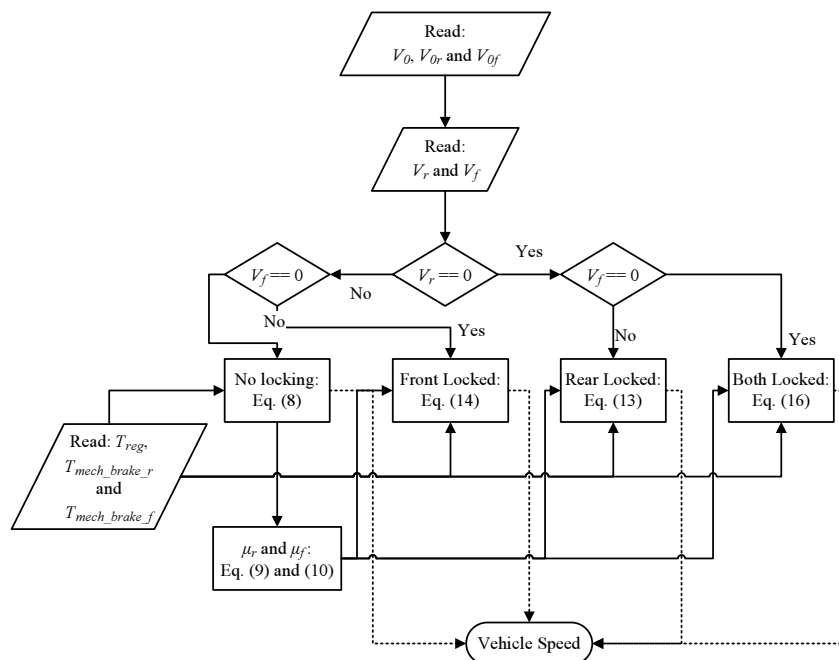 Read:
V0, V0r and V0f
Read:
Vr and Vf
Yes
Vf == 0
Vr == 0
Vf == 0
No
No
Yes
No
Yes
No locking:
Eq. (8)
Front Locked:
Eq. (14)
Rear Locked:
Eq. (13)
Both Locked:
Eq. (16)
Read: Treg,
Tmech_brake_r
and
Tmech_brake_f
μr and μf:
Eq. (9) and (10)
Vehicle Speed